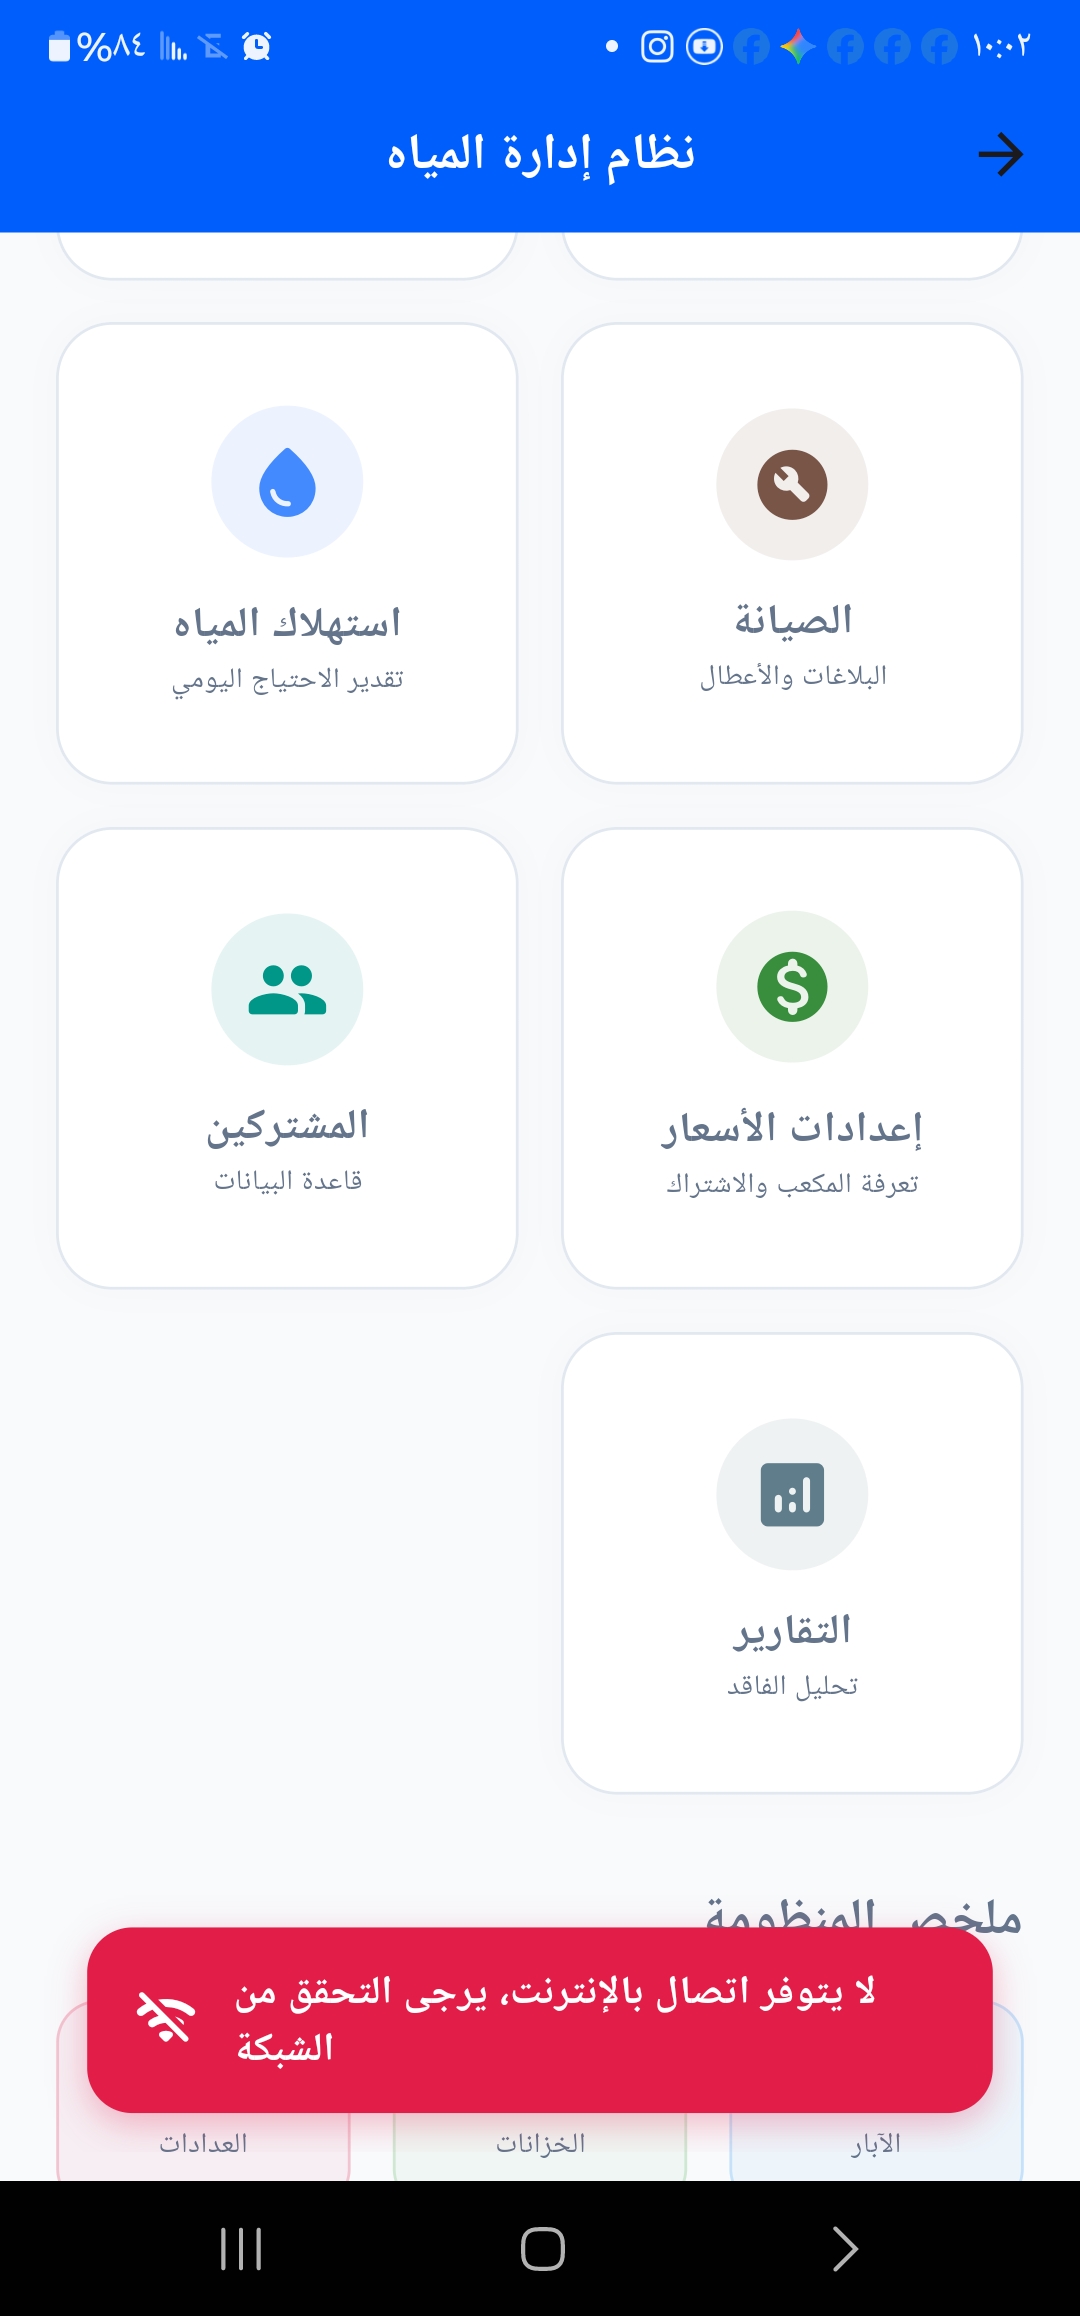 ١٠:٠٢
%٨٤
نظام إدارة المياه
الصيانة
البلاغات والأعطال
استهلاك المياه
تقدير الاحتياج اليومي
إعدادات الأسعار
تعرفة المكعب والاشتراك
المشتركين
قاعدة البيانات
التقارير
تحليل الفاقد
ملخص المنظومة
لا يتوفر اتصال بالإنترنت، يرجى التحقق من
الشبكة
الآبار
الخزانات
العدادات